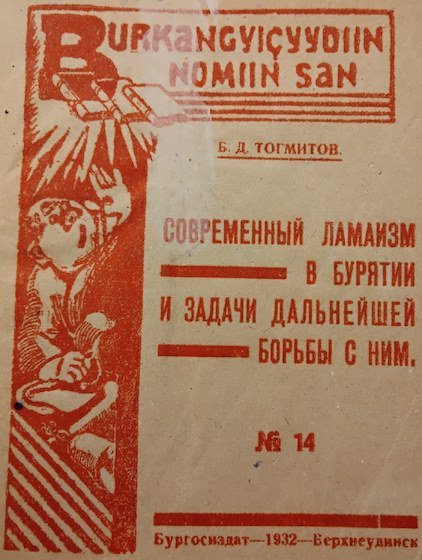 BURKANGYIÇYYDIIN
NOMIIN SAN
Б. Д. ТОГМИТОВ.
СОВРЕМЕННЫЙ ЛАМАИЗМ
В БУРЯТИИ
И ЗАДАЧИ ДАЛЬНЕЙШЕЙ
БОРЬБЫ С НИМ.
№ 14
Бургосиздат—1932—Верхнеудинск